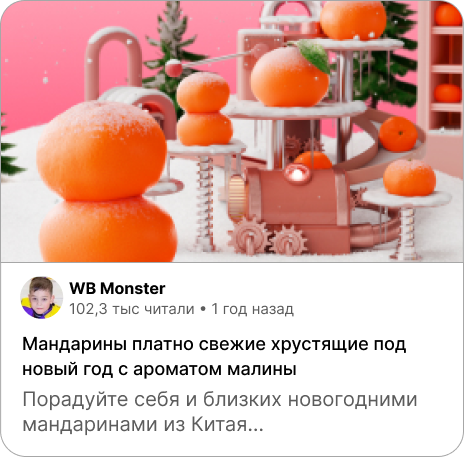 WB Monster
102,3 тыс читали • 1 год назад
Мандарины платно свежие хрустящие под
новый год с ароматом малины
Порадуйте себя и близких новогодними
мандаринами из Китая...